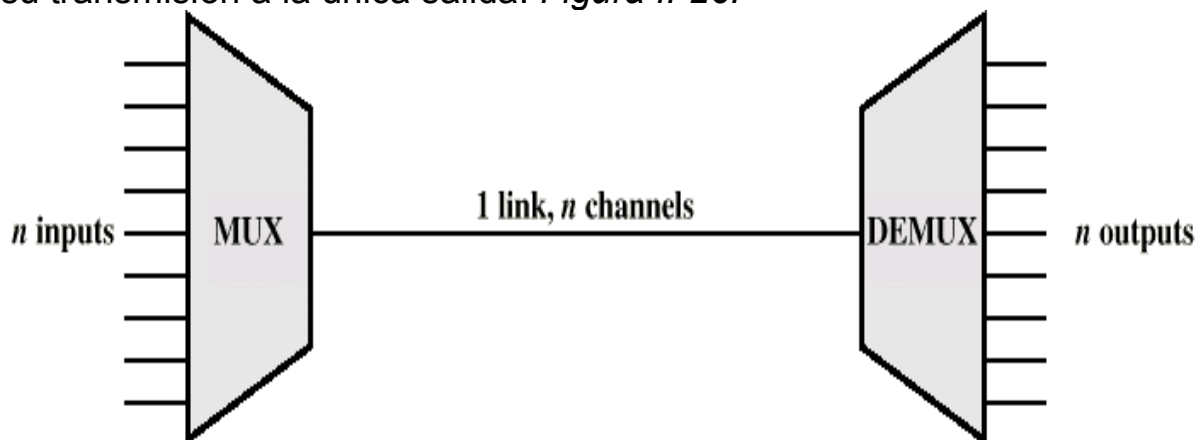 su transmisión a la única salida. Figura # 20.
1 link, n channels
n inputs
MUX
DEMUX
n outputs